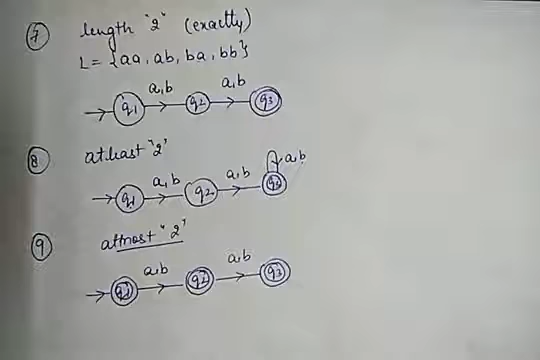 7 length "2" (exactly)
L = {aa, ab, ba, bb}
a,b a,b
q1 q2 q3
8 atleast "2"
a,b a,b a,b
q1 q2 q3
9 atmost "2"
a,b a,b
q1 q2 q3